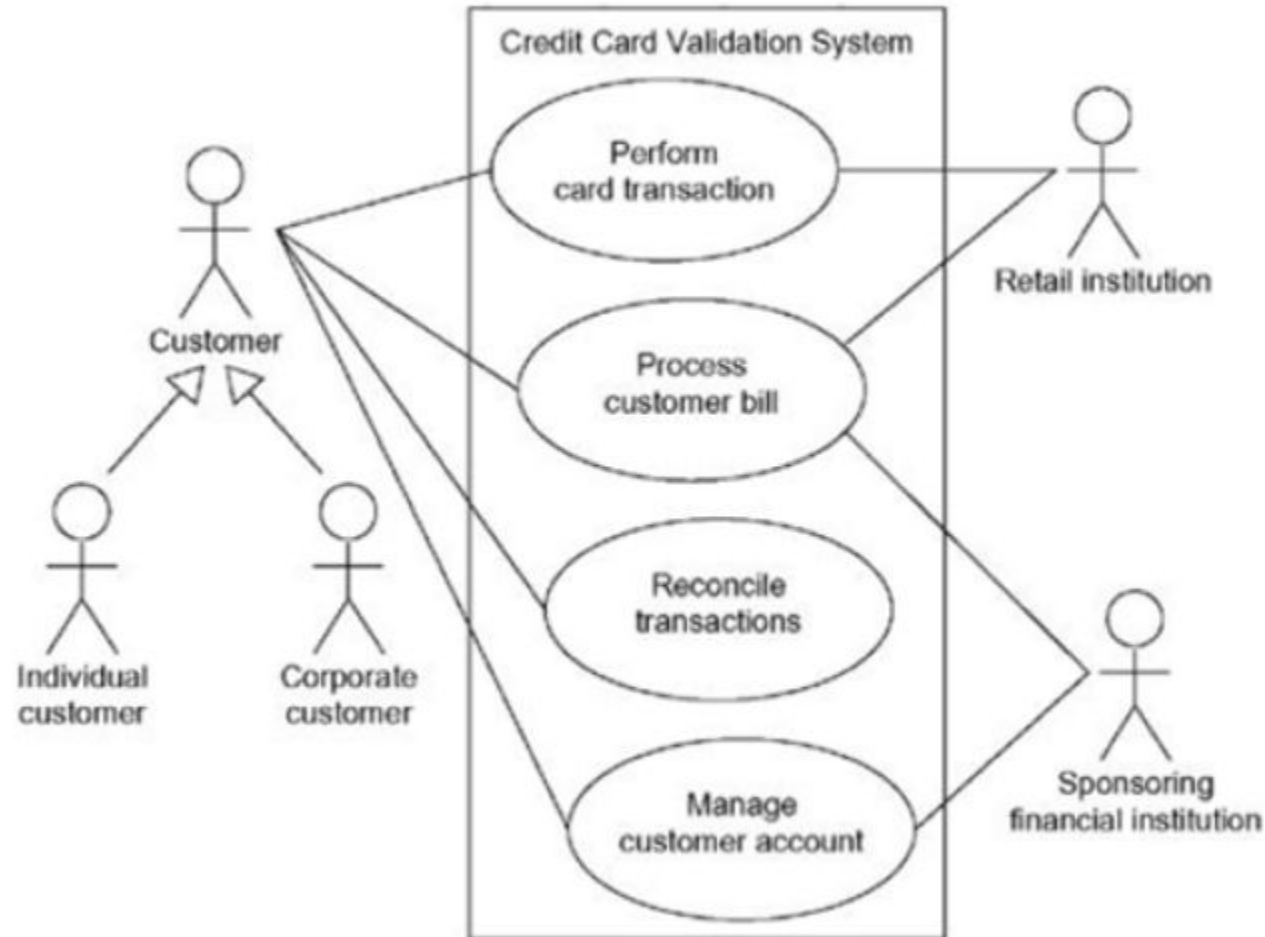 Credit Card Validation System
Perform
card transaction
Retail institution
Customer
Process
customer bill
Reconcile
transactions
Individual
customer
Corporate
customer
Manage
customer account
Sponsoring
financial institution